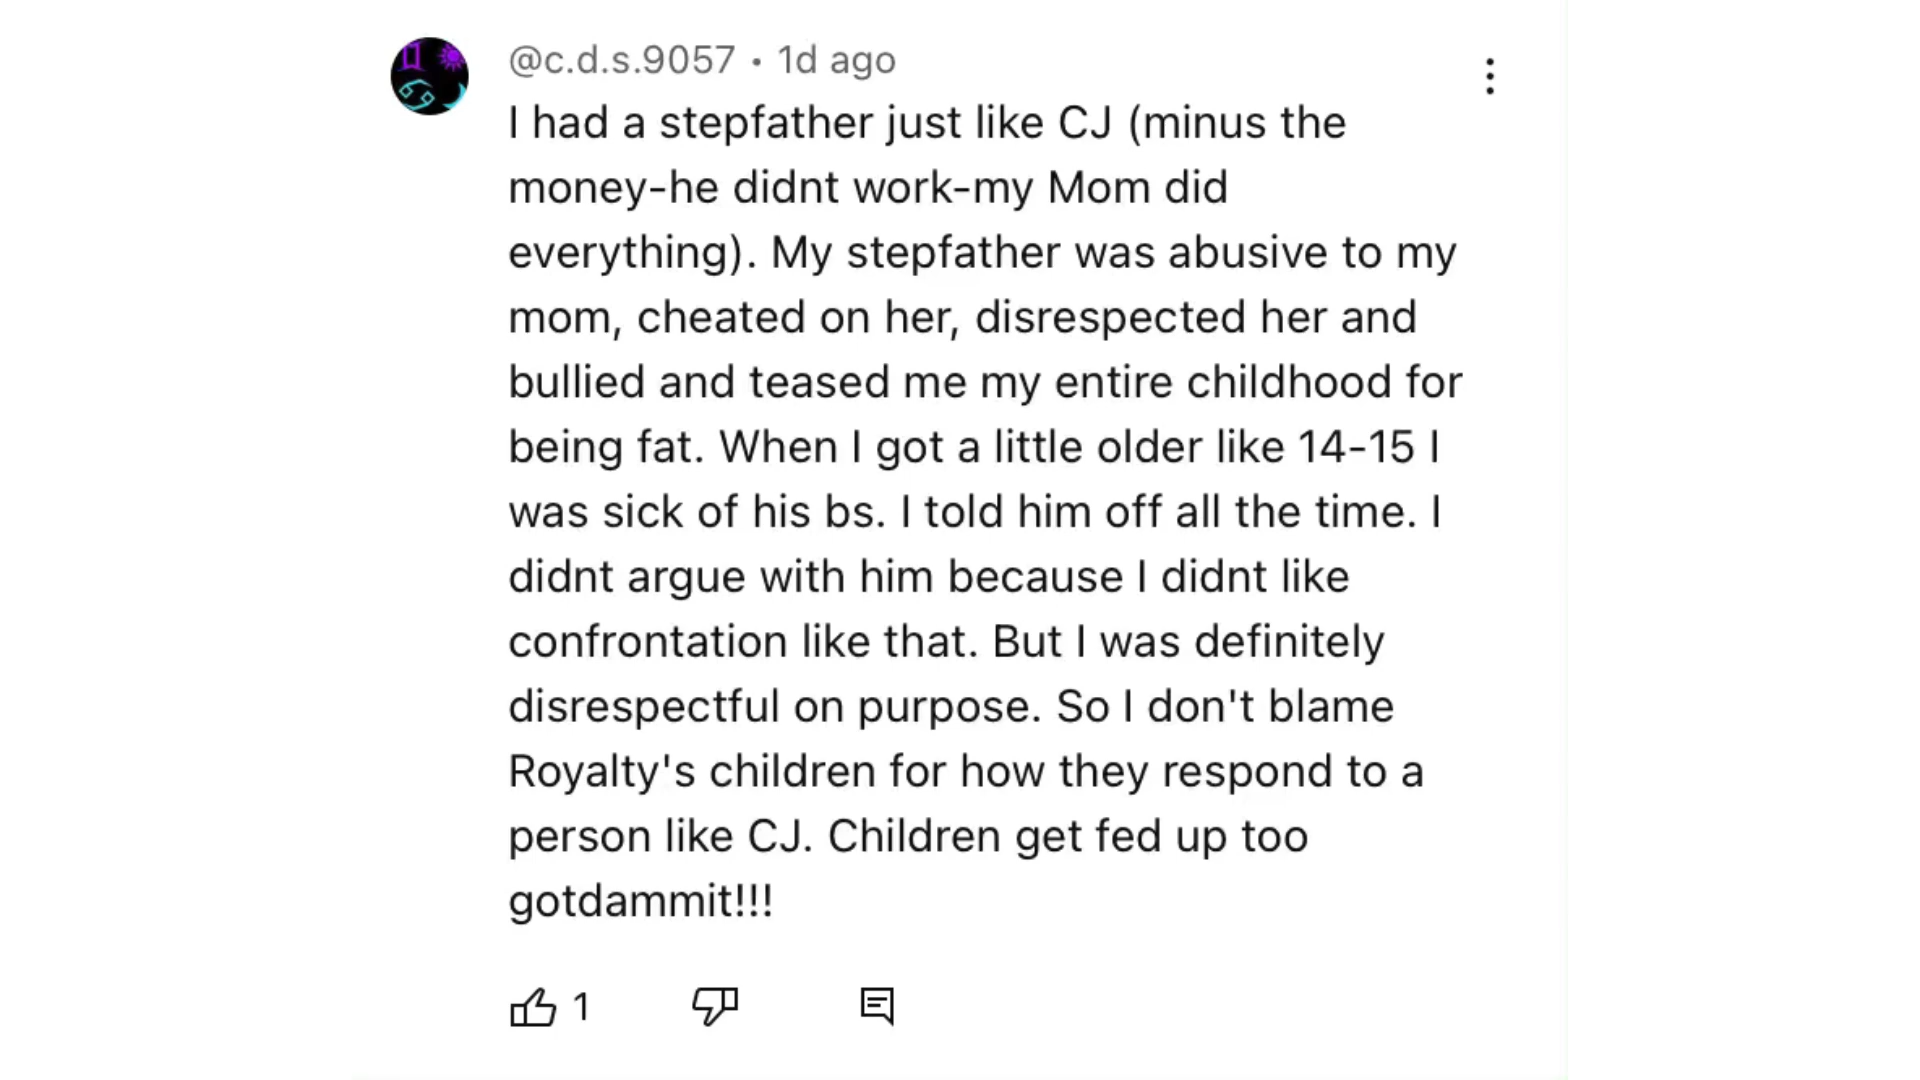 @c.d.s.9057 • 1d ago
I had a stepfather just like CJ (minus the
money-he didnt work-my Mom did
everything). My stepfather was abusive to my
mom, cheated on her, disrespected her and
bullied and teased me my entire childhood for
being fat. When I got a little older like 14-15 I
was sick of his bs. I told him off all the time. I
didnt argue with him because I didnt like
confrontation like that. But I was definitely
disrespectful on purpose. So I don't blame
Royalty's children for how they respond to a
person like CJ. Children get fed up too
gotdammit!!!
1